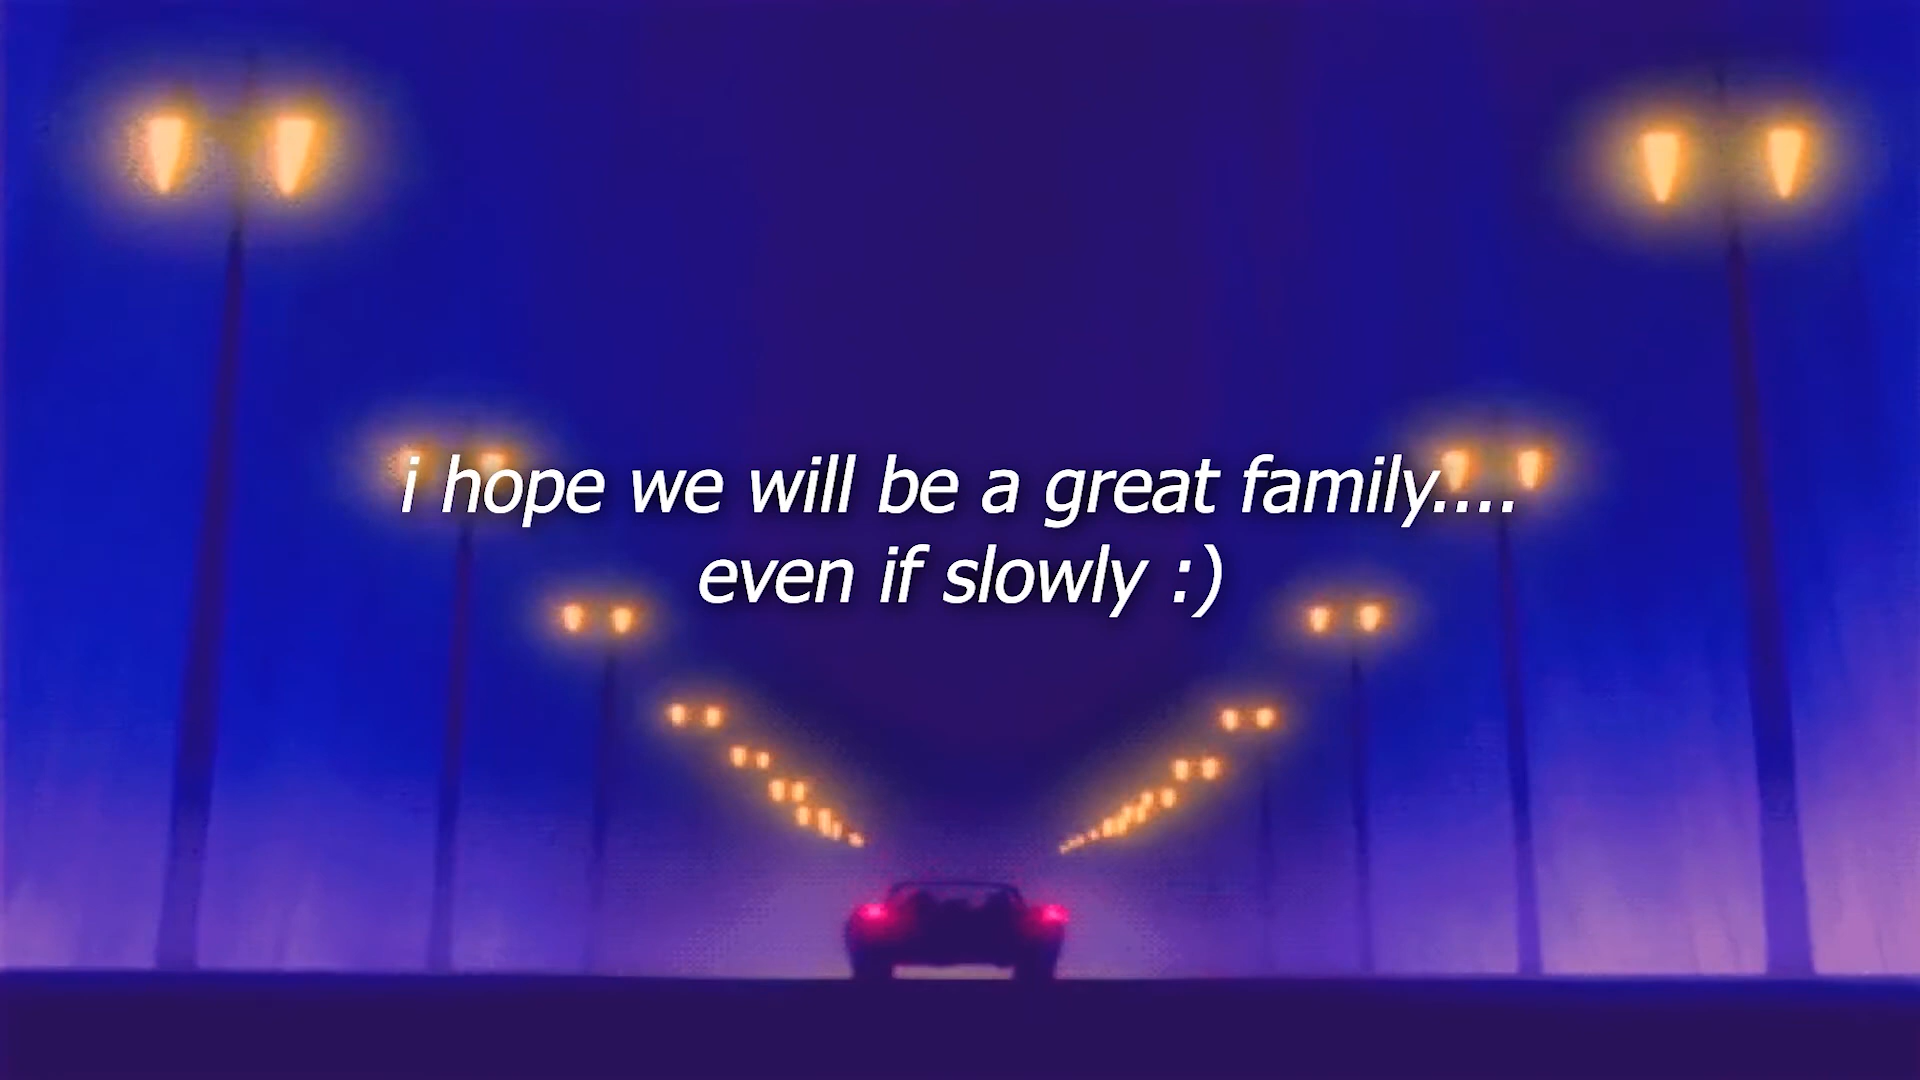 i hope we will be a great family....
even if slowly :)